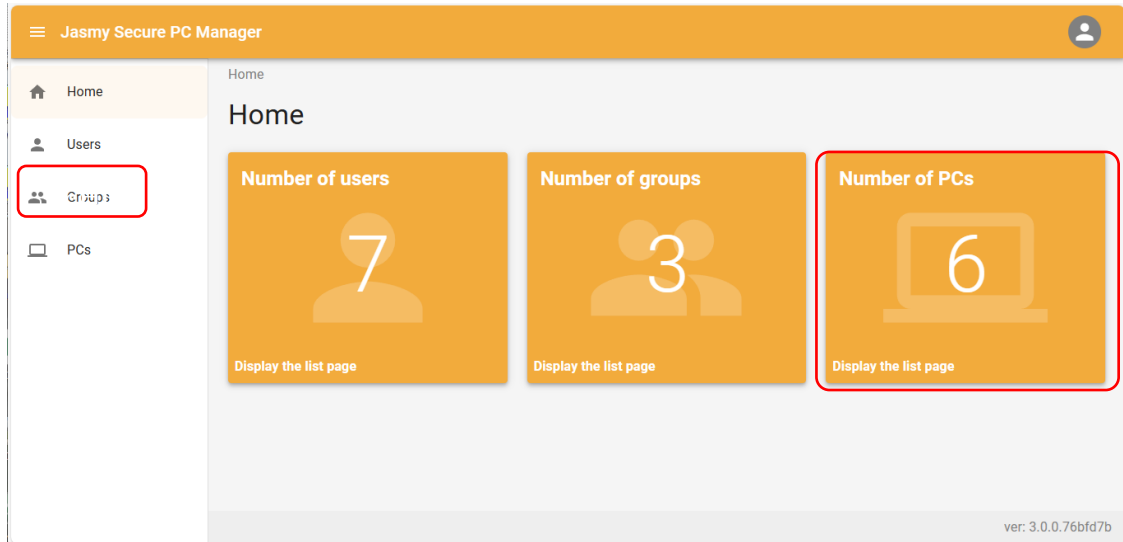 Jasmy Secure PC Manager
Home
Users
Groups
PCs
Home
Home
Number of users
7
Display the list page
Number of groups
3
Display the list page
Number of PCs
6
Display the list page
ver: 3.0.0.76bfd7b